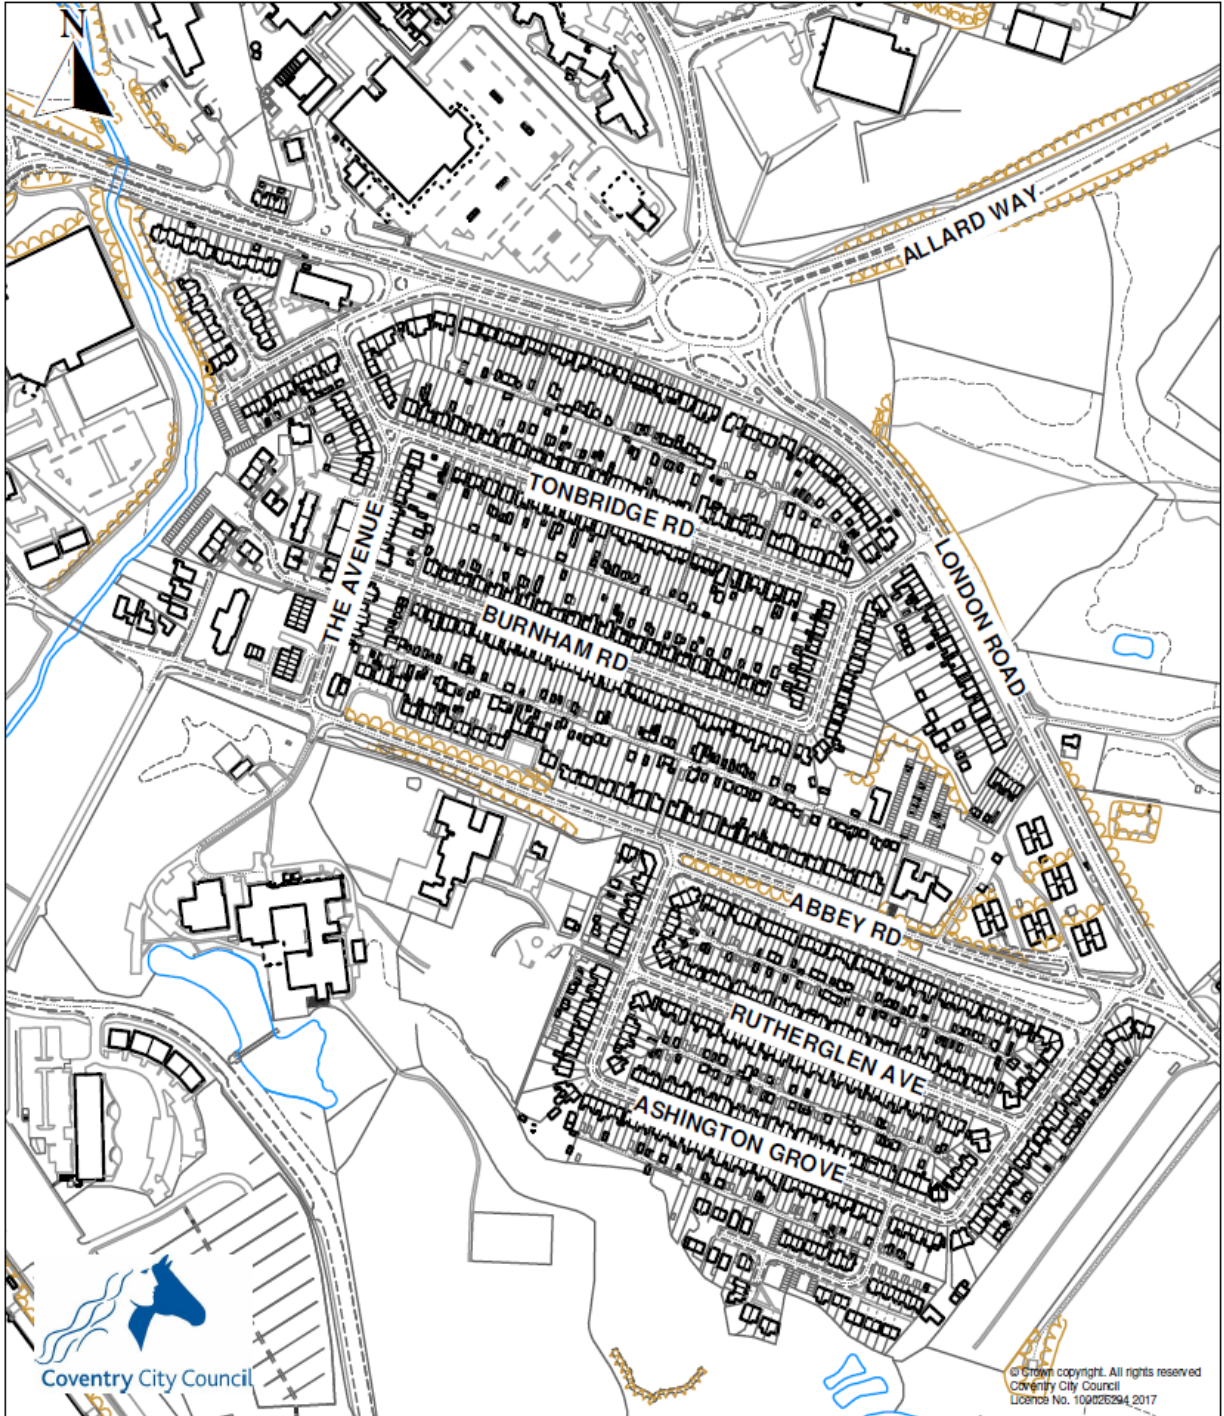 N
ALLARD WAY
TONBRIDGE RD
THE AVENUE
LONDON ROAD
BURNHAM RD
ABBEY RD
RUTHERGLEN AVE
ASHINGTON GROVE
Coventry City Council
© Crown copyright. All rights reserved
Coventry City Council
Licence No. 100026294 2017